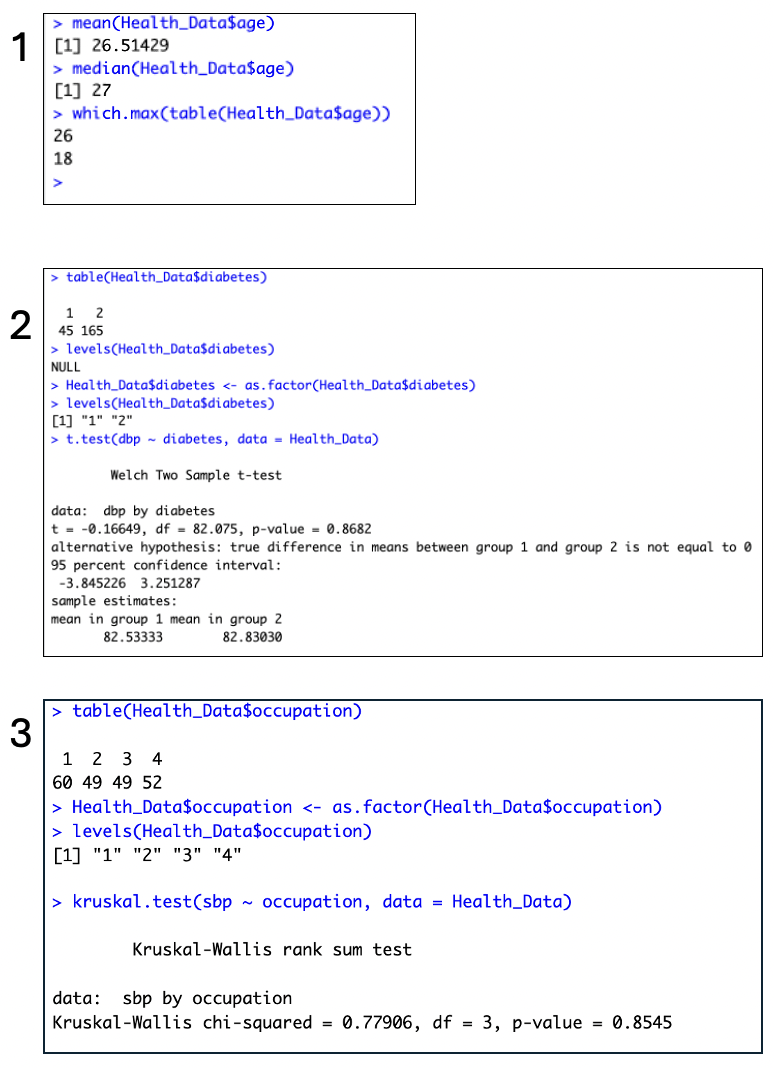 1
> mean(Health_Data$age)
[1] 26.51429
> median(Health_Data$age)
[1] 27
> which.max(table(Health_Data$age))
26
18
>
2
> table(Health_Data$diabetes)
1 2
45 165
> levels(Health_Data$diabetes)
NULL
> Health_Data$diabetes <- as.factor(Health_Data$diabetes)
> levels(Health_Data$diabetes)
[1] "1" "2"
> t.test(dbp ~ diabetes, data = Health_Data)
Welch Two Sample t-test
data: dbp by diabetes
t = -0.16649, df = 82.075, p-value = 0.8682
alternative hypothesis: true difference in means between group 1 and group 2 is not equal to 0
95 percent confidence interval:
-3.845226 3.251287
sample estimates:
mean in group 1 mean in group 2
82.53333 82.83030
3
> table(Health_Data$occupation)
1 2 3 4
60 49 49 52
> Health_Data$occupation <- as.factor(Health_Data$occupation)
> levels(Health_Data$occupation)
[1] "1" "2" "3" "4"
> kruskal.test(sbp ~ occupation, data = Health_Data)
Kruskal-Wallis rank sum test
data: sbp by occupation
Kruskal-Wallis chi-squared = 0.77906, df = 3, p-value = 0.8545